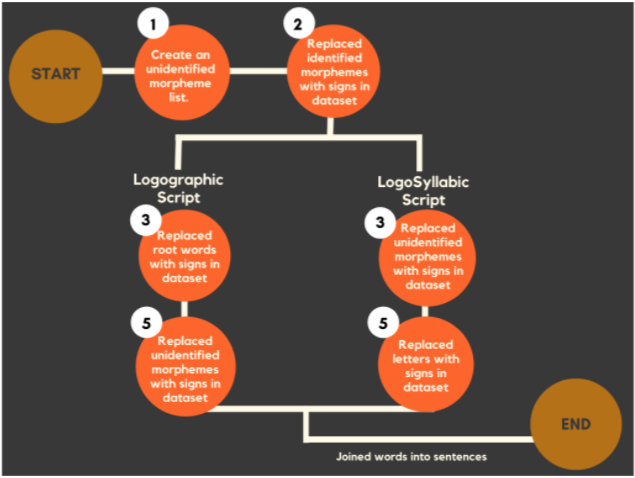 START
1
Create an
unidentified
morpheme
list.
2
Replaced
identified
morphemes
with signs in
dataset
Logographic
Script
3
Replaced
root words
with signs in
dataset
5
Replaced
unidentified
morphemes
with signs in
dataset
LogoSyllabic
Script
3
Replaced
unidentified
morphemes
with signs in
dataset
5
Replaced
letters with
signs in
dataset
END
Joined words into sentences